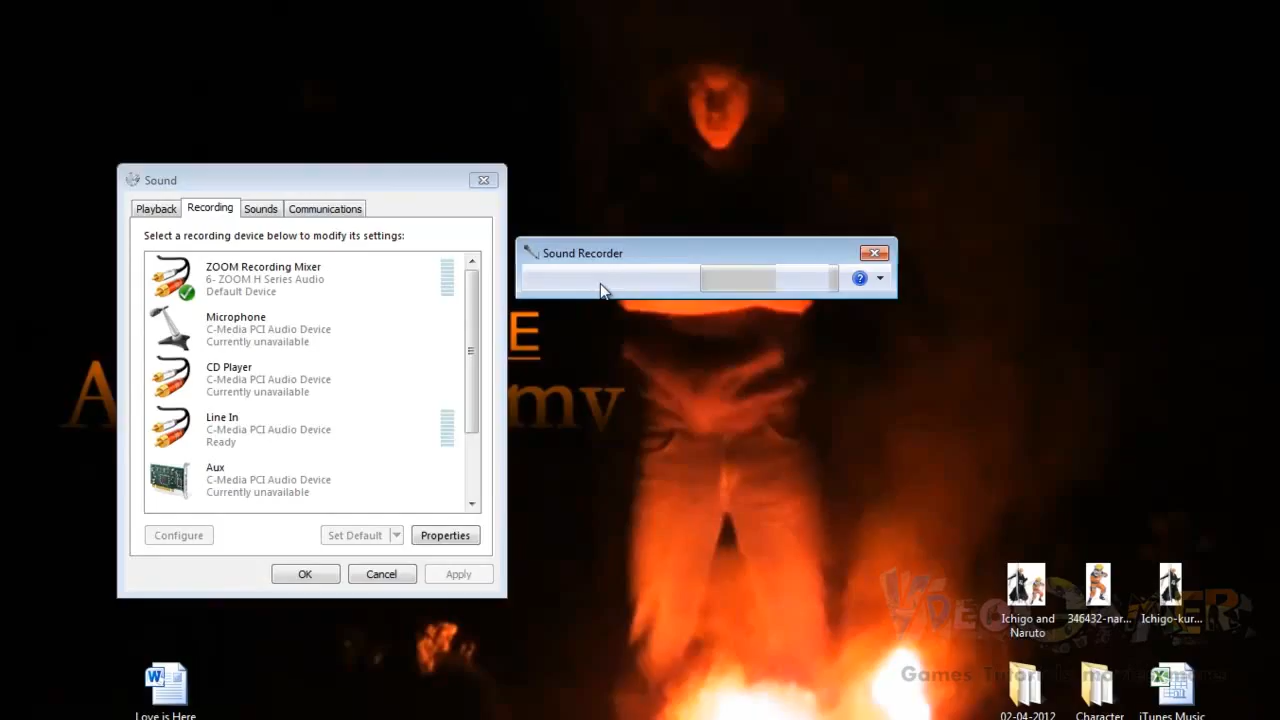 Sound
Playback
Recording
Sounds
Communications
Select a recording device below to modify its settings:
ZOOM Recording Mixer
6- ZOOM H Series Audio
Default Device
Microphone
C-Media PCI Audio Device
Currently unavailable
CD Player
C-Media PCI Audio Device
Currently unavailable
Line In
C-Media PCI Audio Device
Ready
Aux
C-Media PCI Audio Device
Currently unavailable
Configure
Set Default
Properties
OK
Cancel
Apply
Sound Recorder
Ichigo and
Naruto
346432-nar...
Ichigo-kur...
Love is Here
02-04-2012
Character
iTunes Music